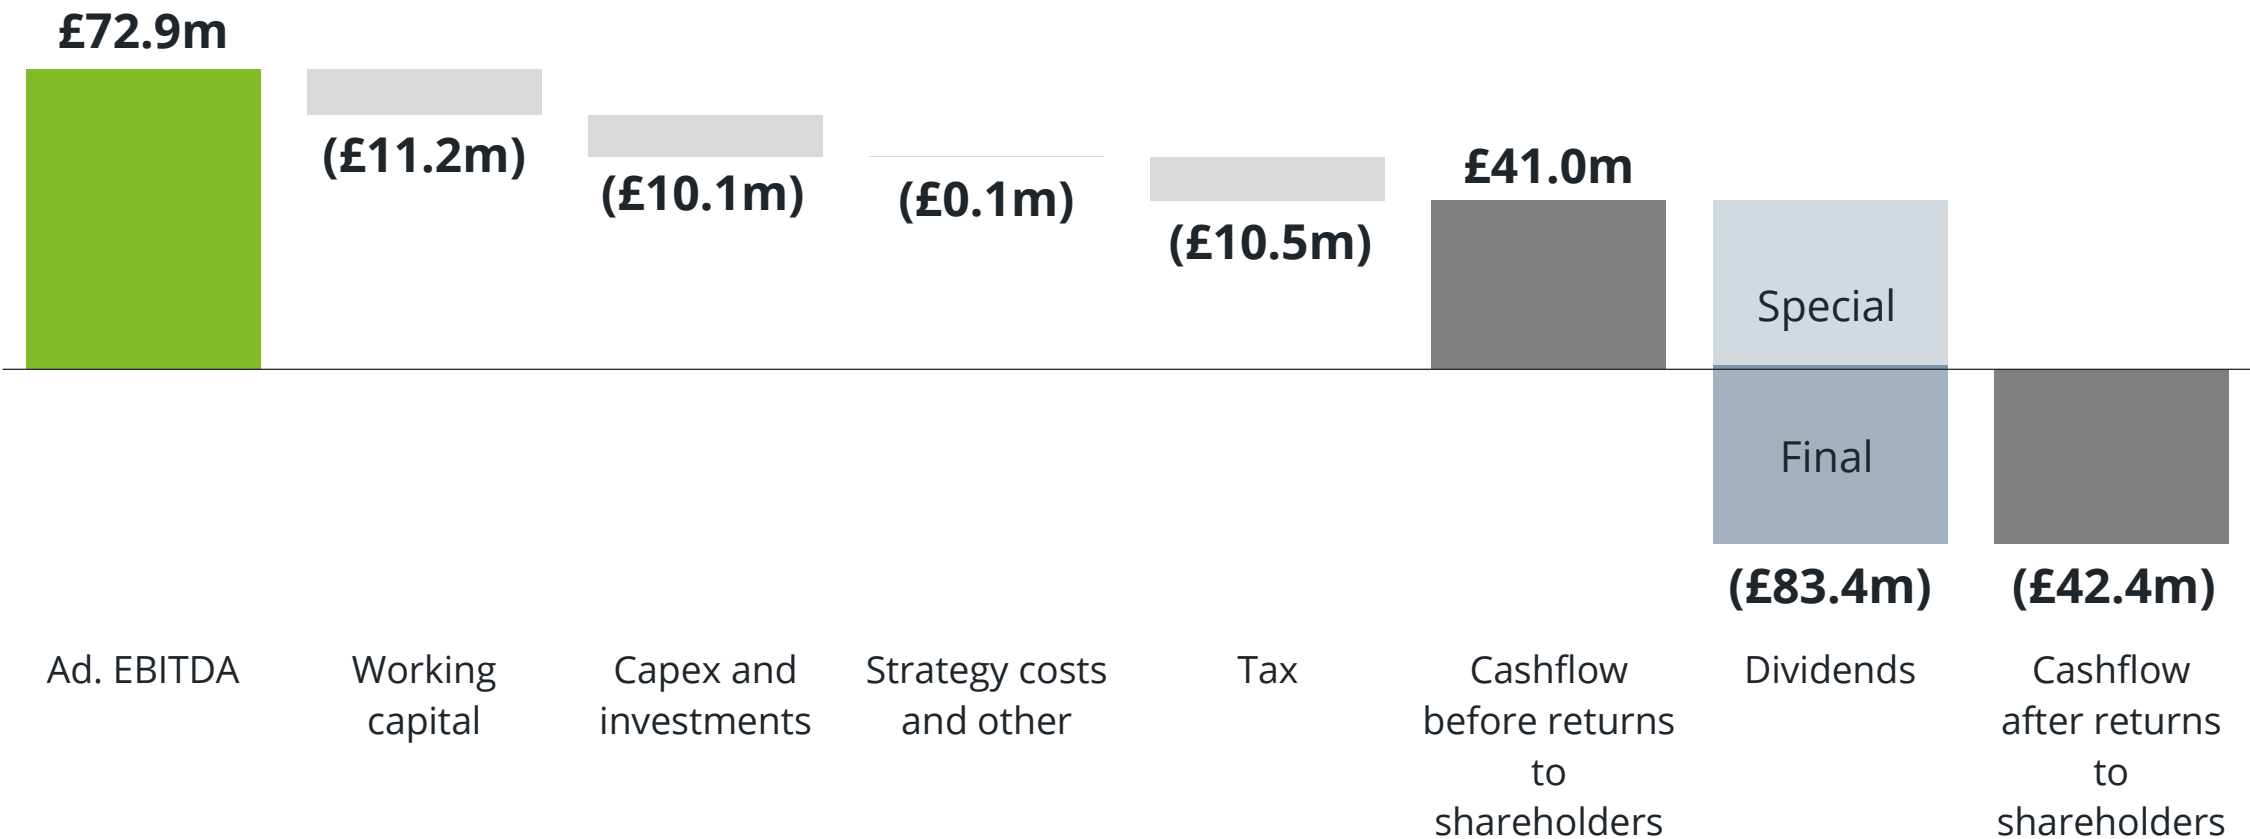 £72.9m
(£11.2m)
(£10.1m)
(£0.1m)
(£10.5m)
£41.0m
Special
Final
(£83.4m)
(£42.4m)
Ad. EBITDA
Working
capital
Capex and
investments
Strategy costs
and other
Tax
Cashflow
before returns
to
shareholders
Dividends
Cashflow
after returns
to
shareholders